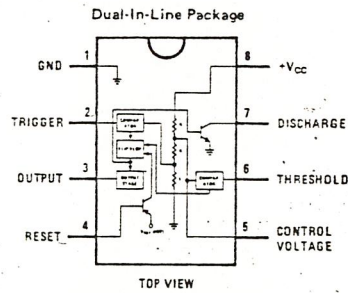 Dual-In-Line Package
1 8
GND +VCC
2 7
TRIGGER DISCHARGE
3 6
OUTPUT THRESHOLD
4 5
RESET CONTROL
VOLTAGE
TOP VIEW